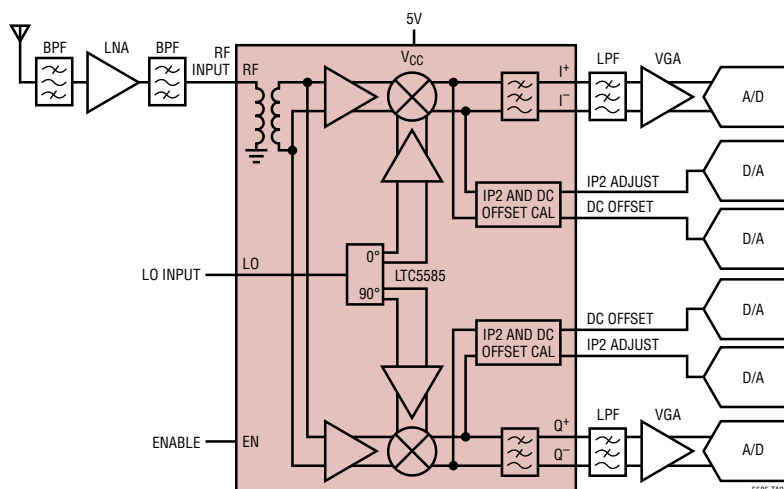 5V
BPF
LNA
BPF
RF
INPUT
RF
VCC
I+
I−
LPF
VGA
A/D
IP2 AND DC
OFFSET CAL
IP2 ADJUST
DC OFFSET
D/A
D/A
LO INPUT
LO
0°
90°
LTC5585
IP2 AND DC
OFFSET CAL
DC OFFSET
IP2 ADJUST
D/A
D/A
ENABLE
EN
Q+
Q−
LPF
VGA
A/D